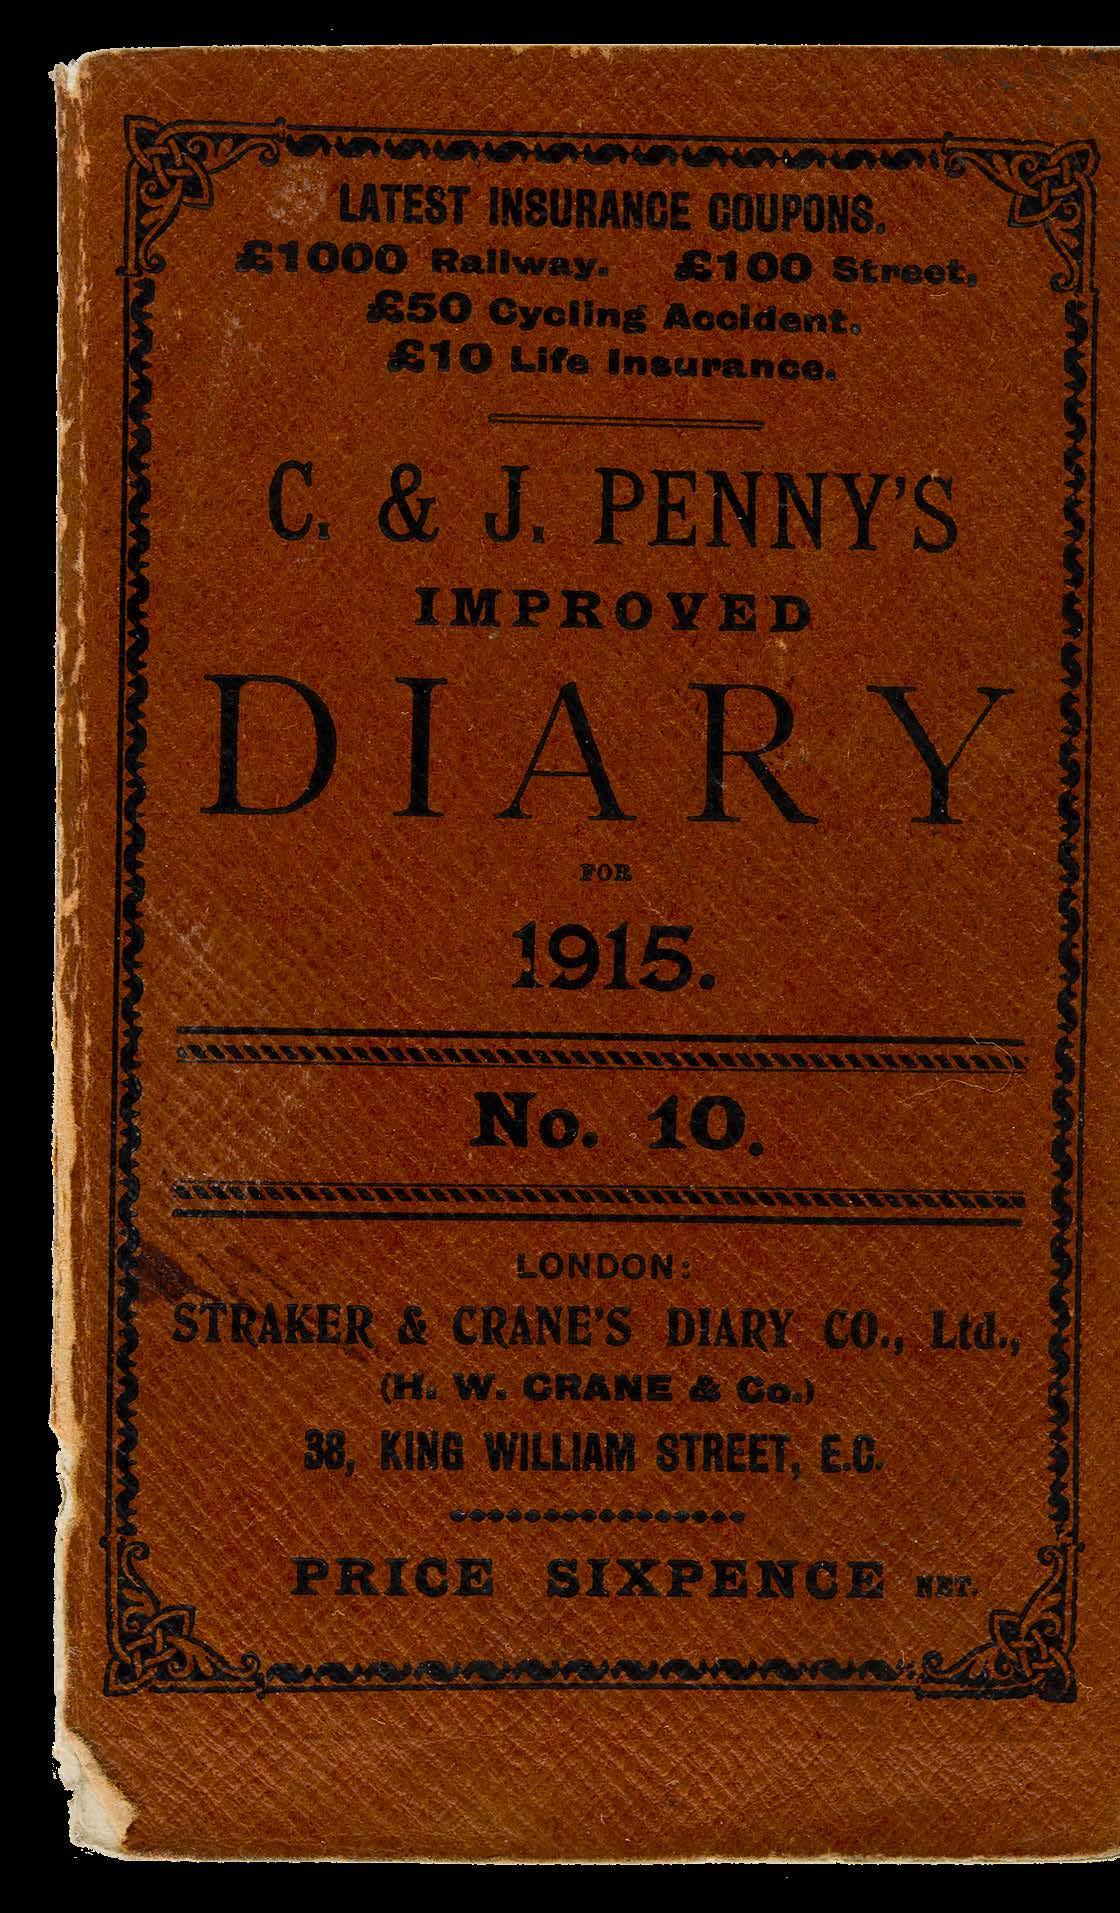 LATEST INSURANCE COUPONS.
£1000 Railway. £100 Street,
£50 Cycling Accident.
£10 Life Insurance.
C. & J. PENNY'S
IMPROVED
DIARY
FOR
1915.
No. 10.
LONDON:
STRAKER & CRANE'S DIARY CO., Ltd.,
(H. W. CRANE & Co.)
38, KING WILLIAM STREET, E.C.
PRICE SIXPENCE NET.